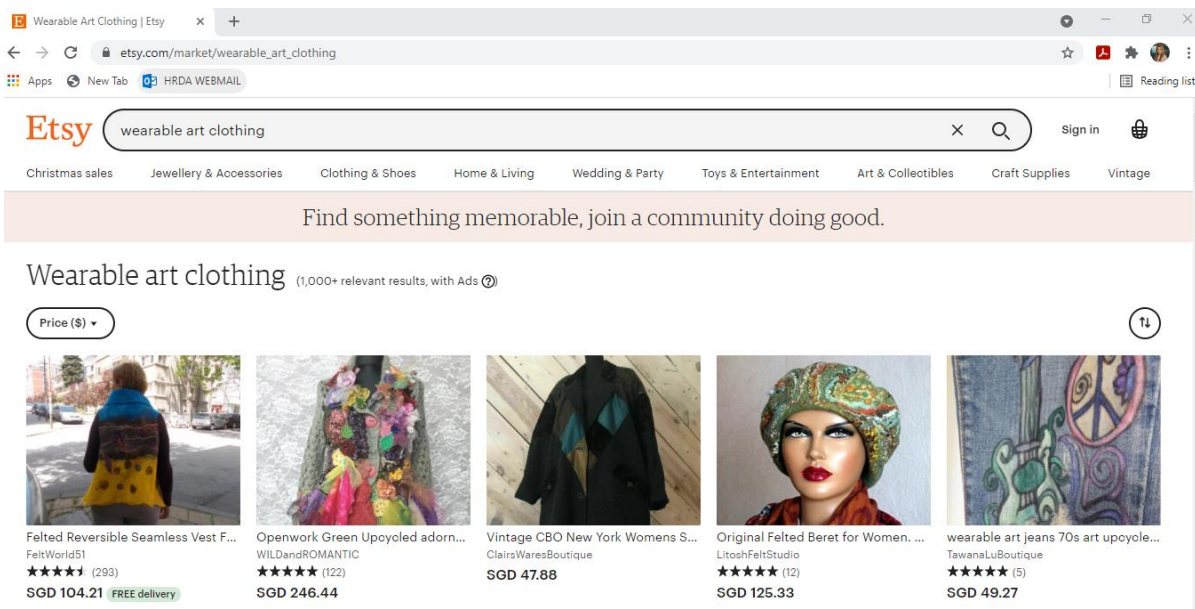 Wearable Art Clothing | Etsy
etsy.com/market/wearable_art_clothing
Apps New Tab HRDA WEBMAIL Reading list
Etsy wearable art clothing Sign in
Christmas sales Jewellery & Accessories Clothing & Shoes Home & Living Wedding & Party Toys & Entertainment Art & Collectibles Craft Supplies Vintage
Find something memorable, join a community doing good.
Wearable art clothing (1,000+ relevant results, with Ads ?)
Price ($)
Felted Reversible Seamless Vest F... Openwork Green Upcycled adorn... Vintage CBO New York Womens S... Original Felted Beret for Women. ... wearable art jeans 70s art upcycle...
FeltWorld51 WILDandROMANTIC ClairsWaresBoutique LitoshFeltStudio TawanaLuBoutique
(293) (122) (12) (5)
SGD 104.21 FREE delivery SGD 246.44 SGD 47.88 SGD 125.33 SGD 49.27